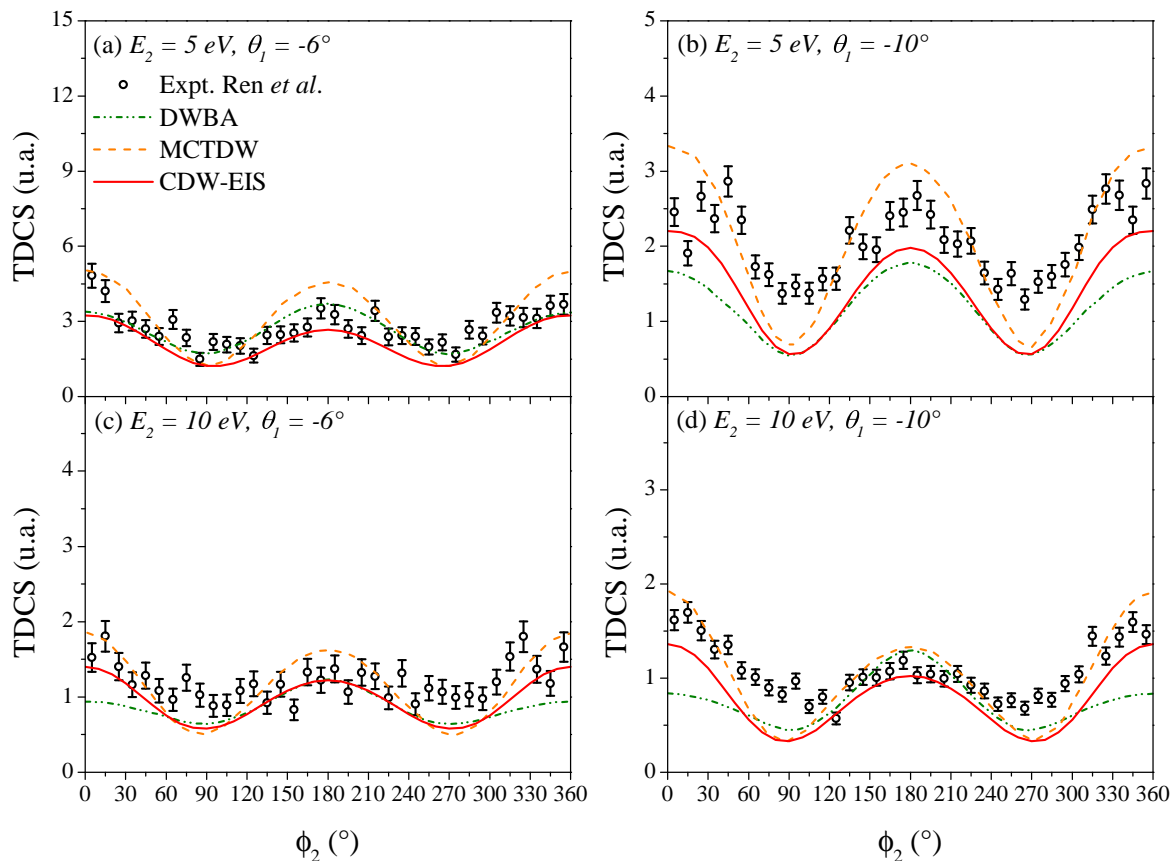 (a) E₂ = 5 eV, θ₁ = -6°
Expt. Ren et al.
DWBA
MCTDW
CDW-EIS
TDCS (u.a.)
15
12
9
6
3
0
(b) E₂ = 5 eV, θ₁ = -10°
TDCS (u.a.)
5
4
3
2
1
0
(c) E₂ = 10 eV, θ₁ = -6°
TDCS (u.a.)
4
3
2
1
0
0 30 60 90 120 150 180 210 240 270 300 330 360
ϕ₂ (°)
(d) E₂ = 10 eV, θ₁ = -10°
TDCS (u.a.)
3
2
1
0
0 30 60 90 120 150 180 210 240 270 300 330 360
ϕ₂ (°)